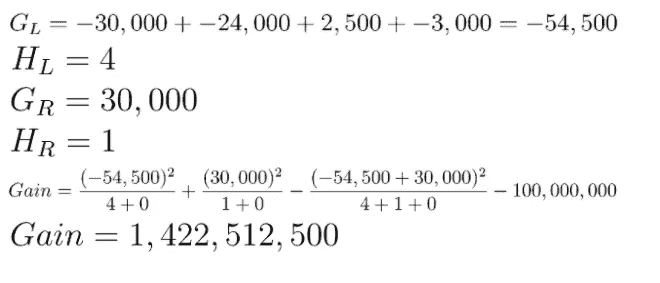 G_L = −30,000 + −24,000 + 2,500 + −3,000 = −54,500
H_L = 4
G_R = 30,000
H_R = 1
Gain = (−54,500)²/(4+0) + (30,000)²/(1+0) − (−54,500 + 30,000)²/(4+1+0) − 100,000,000
Gain = 1,422,512,500